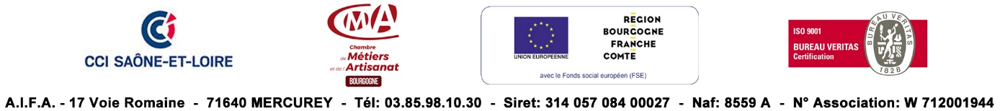 CCI SAÔNE-ET-LOIRE
CMA
Chambre
de Métiers
et de l'Artisanat
BOURGOGNE
UNION EUROPEENNE
REGION
BOURGOGNE
FRANCHE
COMTE
avec le Fonds social européen (FSE)
ISO 9001
BUREAU VERITAS
Certification
BUREAU VERITAS
1828
A.I.F.A. - 17 Voie Romaine - 71640 MERCUREY - Tél: 03.85.98.10.30 - Siret: 314 057 084 00027 - Naf: 8559 A - N° Association: W 712001944